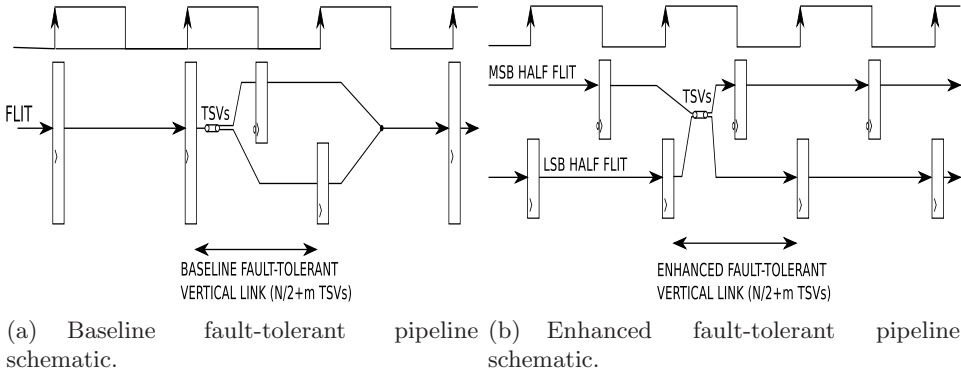 FLIT
TSVs
BASELINE FAULT-TOLERANT
VERTICAL LINK (N/2+m TSVs)
(a) Baseline fault-tolerant pipeline
schematic.
MSB HALF FLIT
TSVs
LSB HALF FLIT
ENHANCED FAULT-TOLERANT
VERTICAL LINK (N/2+m TSVs)
(b) Enhanced fault-tolerant pipeline
schematic.